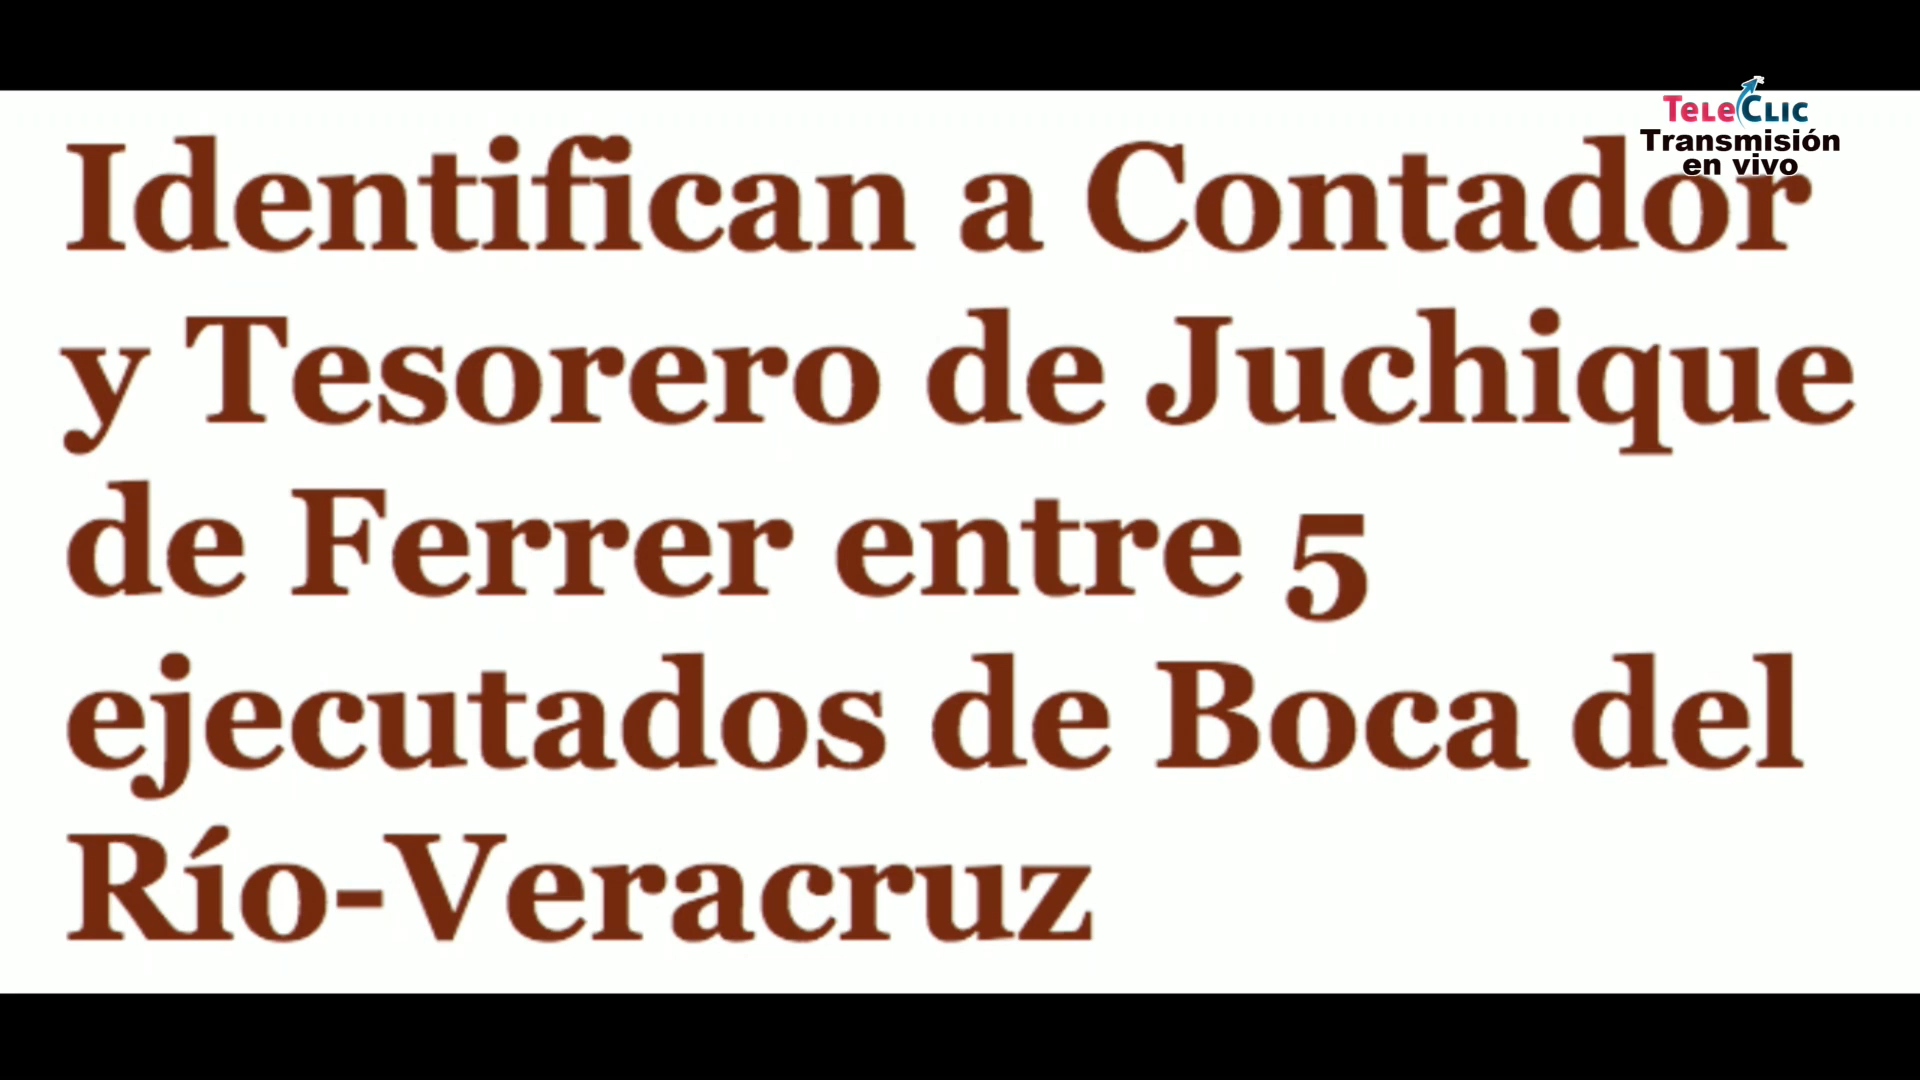 TELECLIC
Transmisión
en vivo
Identifican a Contador
y Tesorero de Juchique
de Ferrer entre 5
ejecutados de Boca del
Río-Veracruz